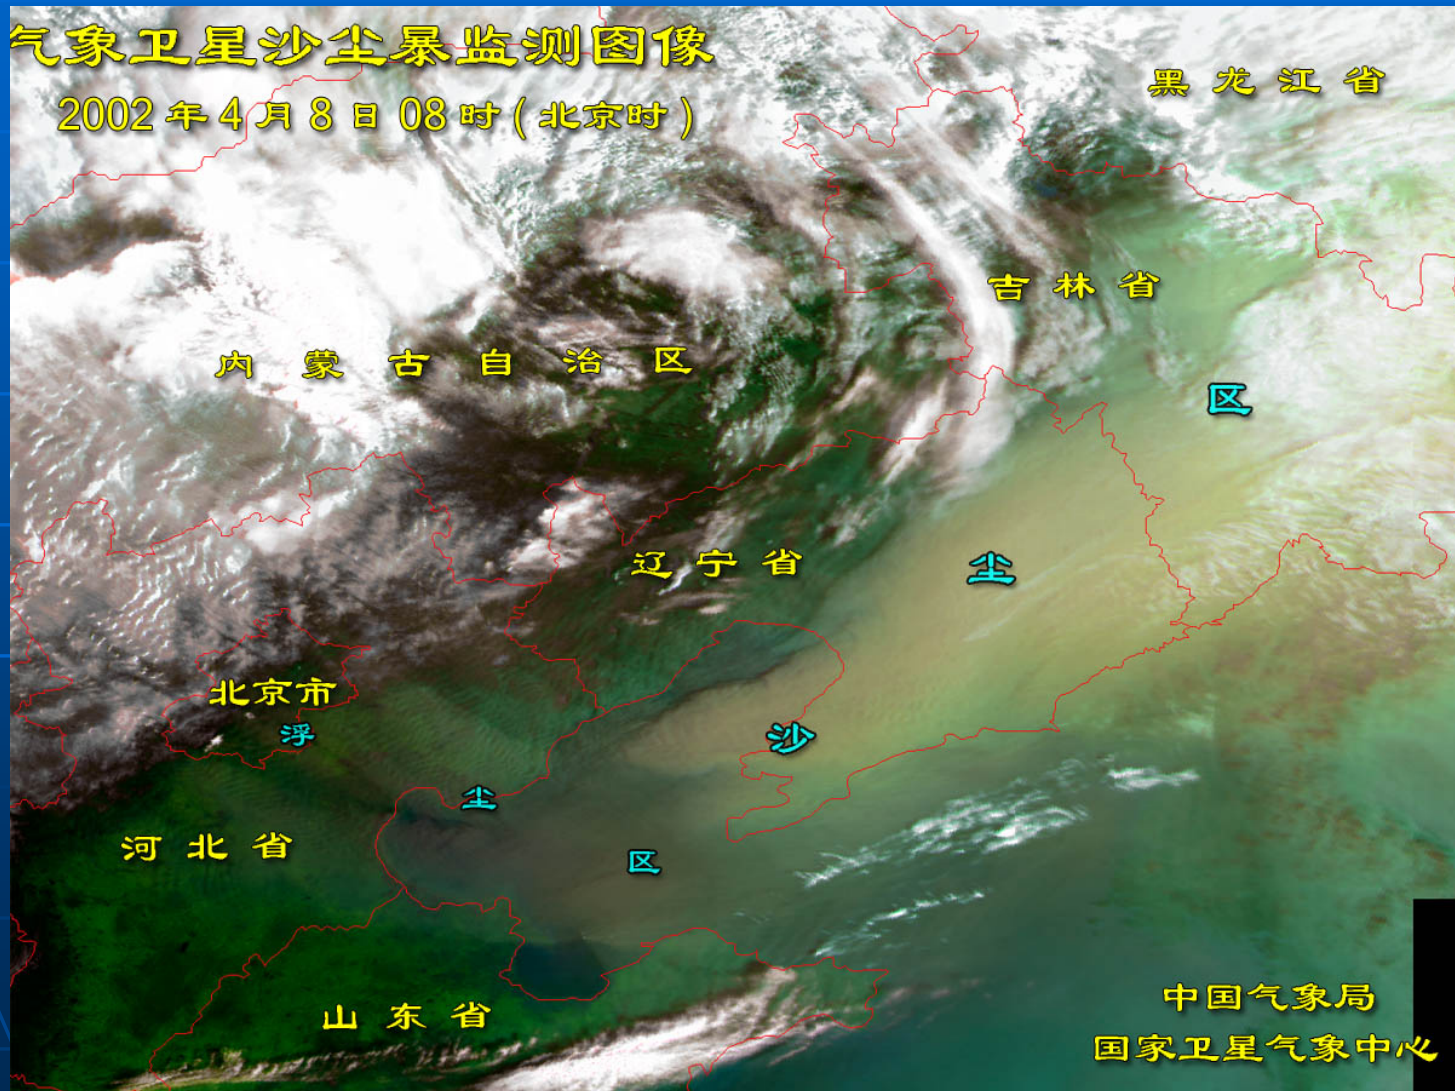 气象卫星沙尘暴监测图像
2002年4月8日08时(北京时)
黑龙江省
吉林省
内蒙古自治区
区
辽宁省
尘
北京市
浮
沙
尘
河北省
区
山东省
中国气象局
国家卫星气象中心